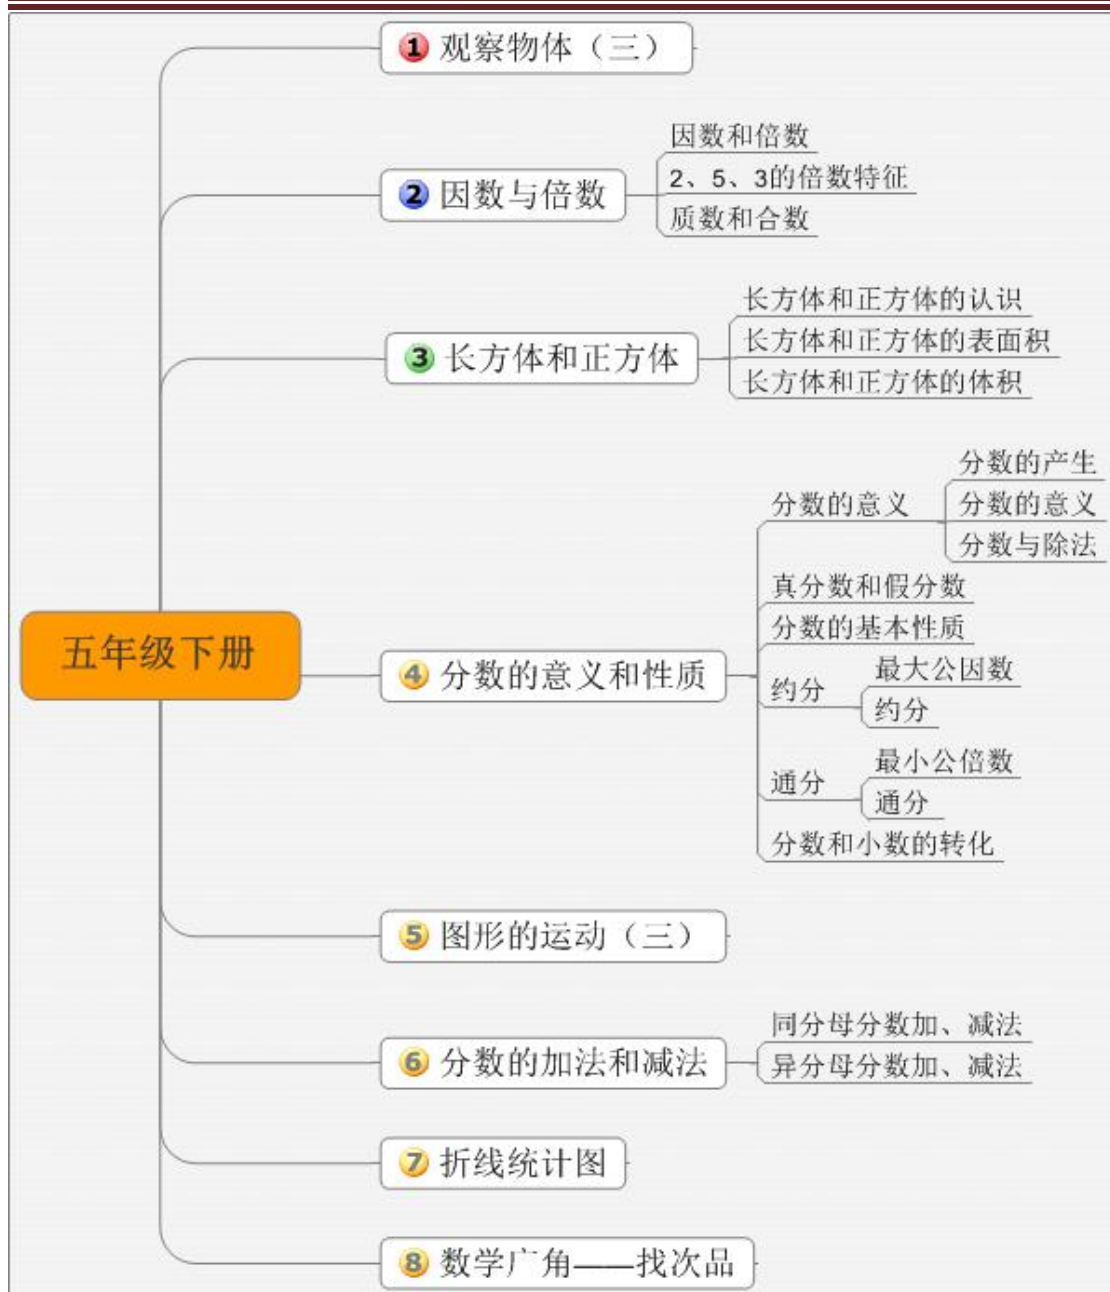 1 观察物体（三）
2 因数与倍数
因数和倍数
2、5、3的倍数特征
质数和合数
3 长方体和正方体
长方体和正方体的认识
长方体和正方体的表面积
长方体和正方体的体积
五年级下册
4 分数的意义和性质
分数的意义
分数的产生
分数的意义
分数与除法
真分数和假分数
分数的基本性质
约分
最大公因数
约分
通分
最小公倍数
通分
分数和小数的转化
5 图形的运动（三）
6 分数的加法和减法
同分母分数加、减法
异分母分数加、减法
7 折线统计图
8 数学广角——找次品